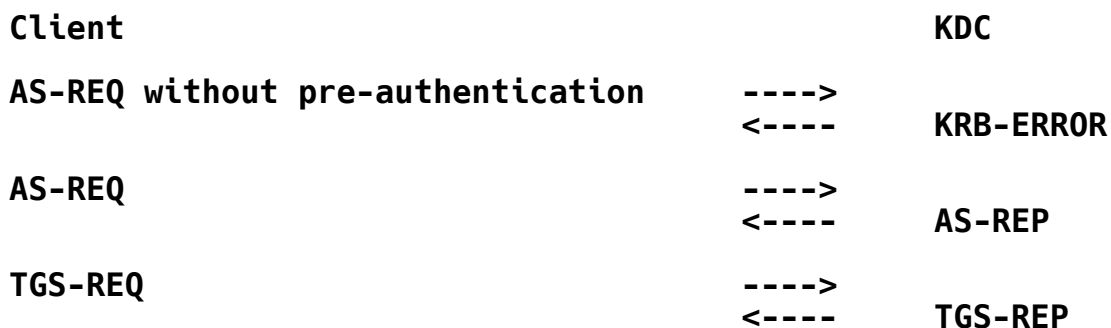 Client KDC
AS-REQ without pre-authentication ---->
<---- KRB-ERROR
AS-REQ ---->
<---- AS-REP
TGS-REQ ---->
<---- TGS-REP